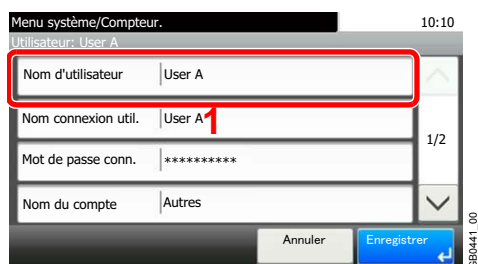 Menu système/Compteur.
10:10
Utilisateur: User A
Nom d'utilisateur
User A
Nom connexion util.
User A
1
1/2
Mot de passe conn.
**********
Nom du compte
Autres
Annuler
Enregistrer
GB0441_00